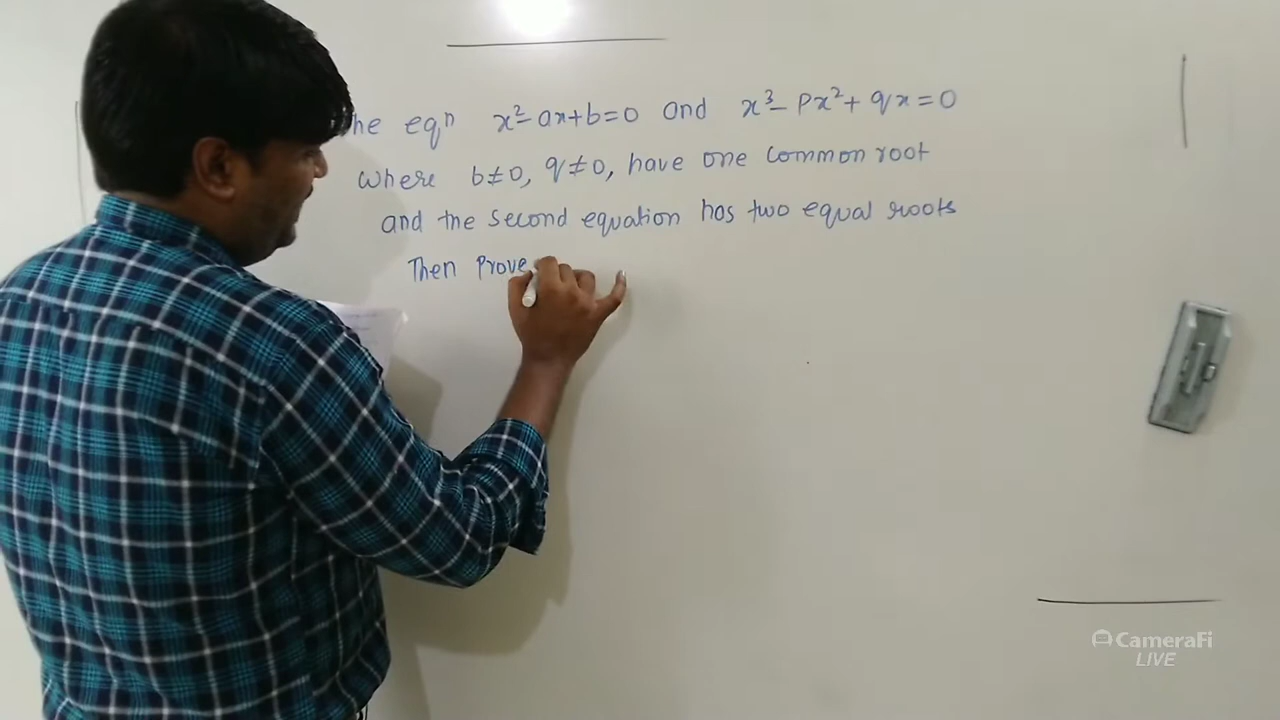 he eqⁿ x²- ax+b=0 and x³- px²+ qx=0
where b≠0, q≠0, have one common root
and the second equation has two equal roots
Then Prove
CameraFi
LIVE